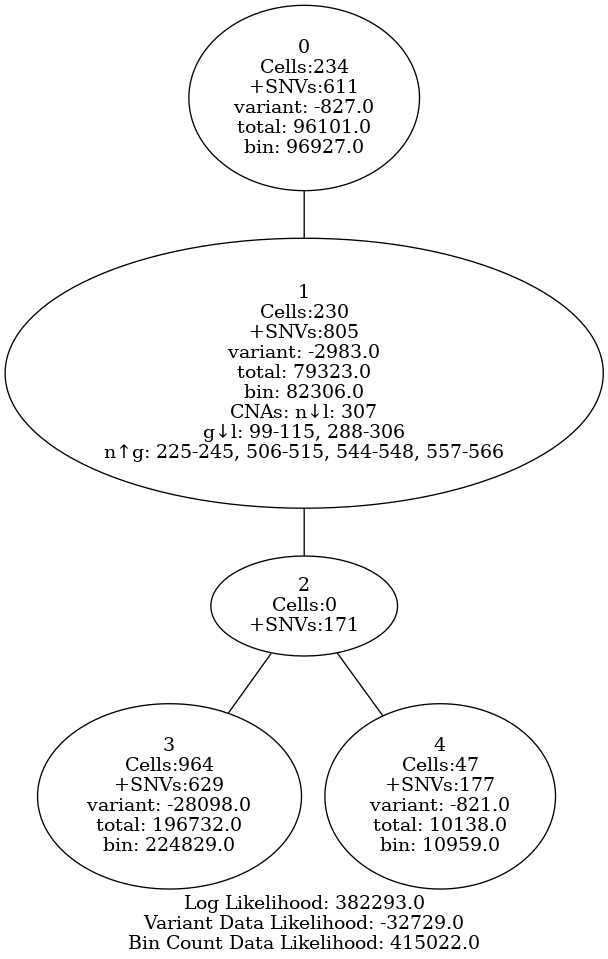 0
Cells:234
+SNVs:611
variant: -827.0
total: 96101.0
bin: 96927.0
1
Cells:230
+SNVs:805
variant: -2983.0
total: 79323.0
bin: 82306.0
CNAs: n↓l: 307
g↓l: 99-115, 288-306
n↑g: 225-245, 506-515, 544-548, 557-566
2
Cells:0
+SNVs:171
3
Cells:964
+SNVs:629
variant: -28098.0
total: 196732.0
bin: 224829.0
4
Cells:47
+SNVs:177
variant: -821.0
total: 10138.0
bin: 10959.0
Log Likelihood: 382293.0
Variant Data Likelihood: -32729.0
Bin Count Data Likelihood: 415022.0